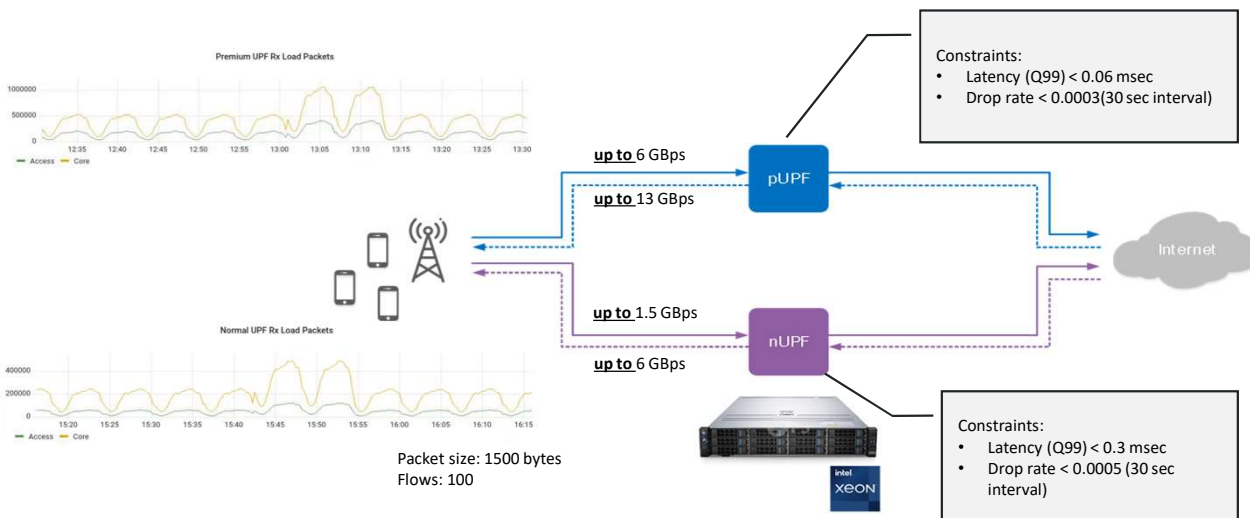 Premium UPF Rx Load Packets
1000000
500000
0
12:35 12:40 12:45 12:50 12:55 13:00 13:05 13:10 13:15 13:20 13:25 13:30
Access Core
Constraints:
• Latency (Q99) < 0.06 msec
• Drop rate < 0.0003(30 sec interval)
up to 6 GBps
pUPF
up to 13 GBps
Internet
up to 1.5 GBps
nUPF
up to 6 GBps
Normal UPF Rx Load Packets
400000
200000
0
15:20 15:25 15:30 15:35 15:40 15:45 15:50 15:55 16:00 16:05 16:10 16:15
Access Core
Packet size: 1500 bytes
Flows: 100
intel
XEON
Constraints:
• Latency (Q99) < 0.3 msec
• Drop rate < 0.0005 (30 sec
interval)